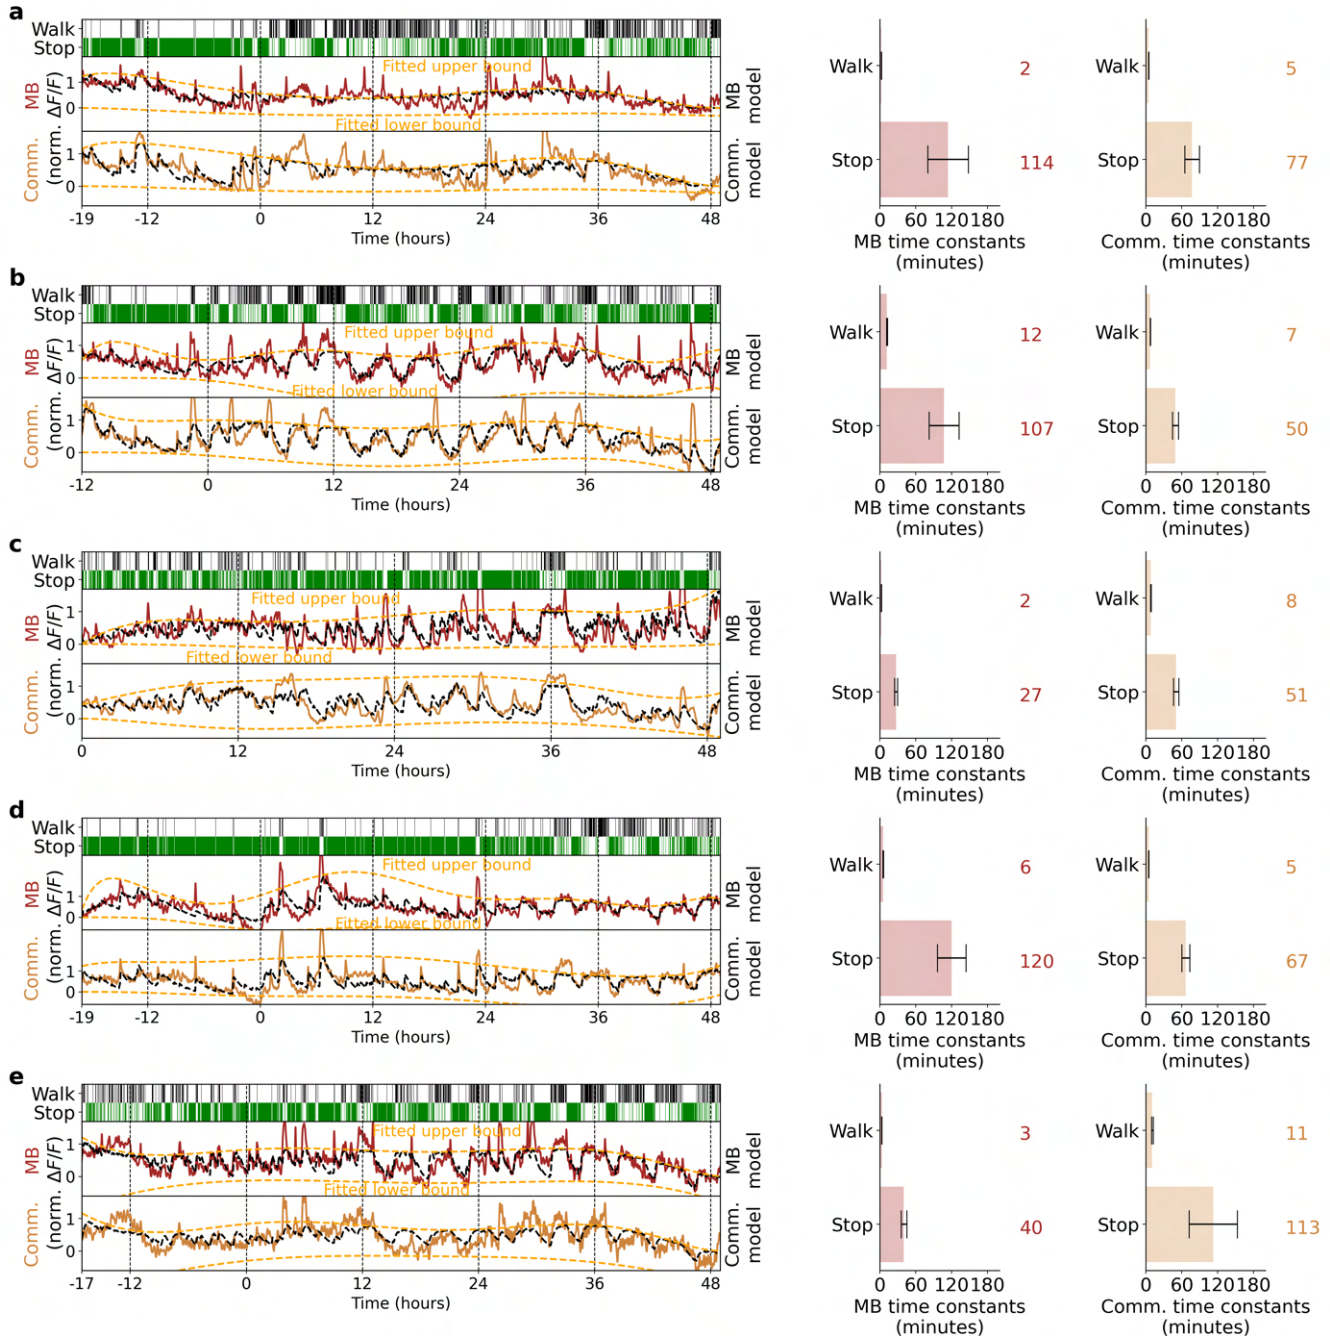 a
Walk
Stop
Fitted upper bound
MB
ΔF/F
1
0
MB
model
Fitted lower bound
Comm.
(norm.
1
0
Comm.
model
-19 -12 0 12 24 36 48
Time (hours)
Walk 2
Stop 114
0 60 120 180
MB time constants
(minutes)
Walk 5
Stop 77
0 60 120 180
Comm. time constants
(minutes)
b
Walk
Stop
Fitted upper bound
MB
ΔF/F
1
0
MB
model
Fitted lower bound
Comm.
(norm.
1
0
Comm.
model
-12 0 12 24 36 48
Time (hours)
Walk 12
Stop 107
0 60 120 180
MB time constants
(minutes)
Walk 7
Stop 50
0 60 120 180
Comm. time constants
(minutes)
c
Walk
Stop
Fitted upper bound
MB
ΔF/F
1
0
MB
model
Fitted lower bound
Comm.
(norm.
1
0
Comm.
model
0 12 24 36 48
Time (hours)
Walk 2
Stop 27
0 60 120 180
MB time constants
(minutes)
Walk 8
Stop 51
0 60 120 180
Comm. time constants
(minutes)
d
Walk
Stop
Fitted upper bound
MB
ΔF/F
1
0
MB
model
Fitted lower bound
Comm.
(norm.
1
0
Comm.
model
-19 -12 0 12 24 36 48
Time (hours)
Walk 6
Stop 120
0 60 120 180
MB time constants
(minutes)
Walk 5
Stop 67
0 60 120 180
Comm. time constants
(minutes)
e
Walk
Stop
Fitted upper bound
MB
ΔF/F
1
0
MB
model
Fitted lower bound
Comm.
(norm.
1
0
Comm.
model
-17 -12 0 12 24 36 48
Time (hours)
Walk 3
Stop 40
0 60 120 180
MB time constants
(minutes)
Walk 11
Stop 113
0 60 120 180
Comm. time constants
(minutes)